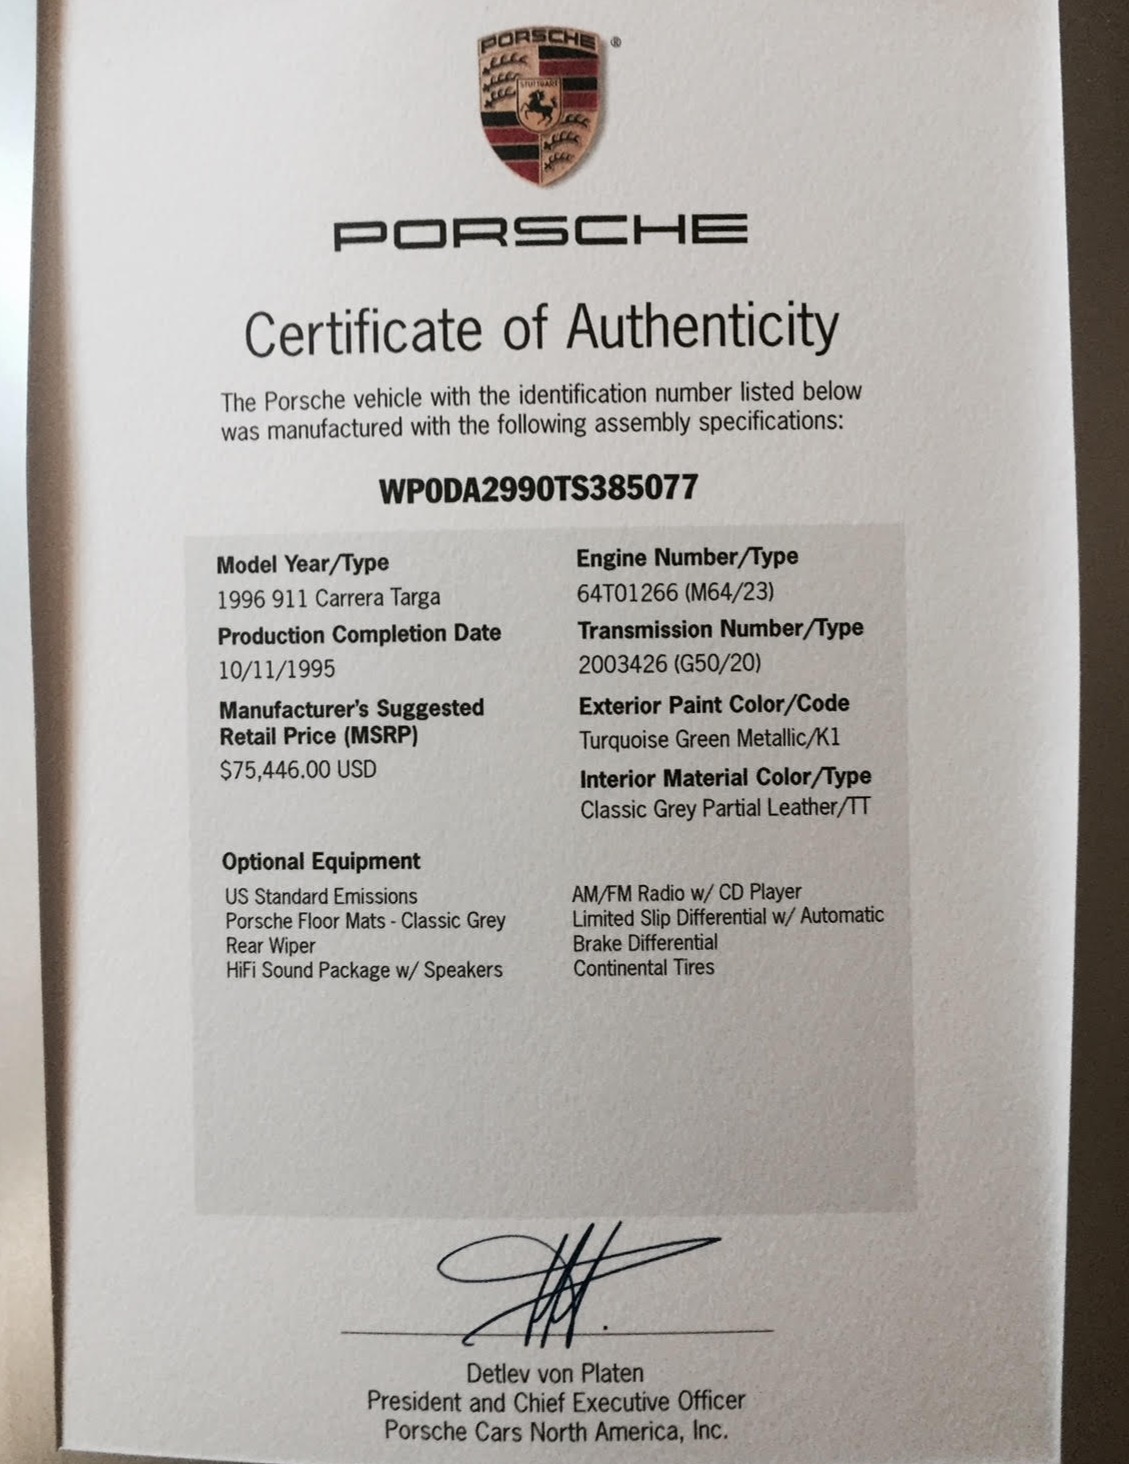 PORSCHE
®
STUTTGART
PORSCHE
Certificate of Authenticity
The Porsche vehicle with the identification number listed below
was manufactured with the following assembly specifications:
WP0DA2990TS385077
Model Year/Type
1996 911 Carrera Targa
Production Completion Date
10/11/1995
Manufacturer's Suggested
Retail Price (MSRP)
$75,446.00 USD
Engine Number/Type
64T01266 (M64/23)
Transmission Number/Type
2003426 (G50/20)
Exterior Paint Color/Code
Turquoise Green Metallic/K1
Interior Material Color/Type
Classic Grey Partial Leather/TT
Optional Equipment
US Standard Emissions
Porsche Floor Mats - Classic Grey
Rear Wiper
HiFi Sound Package w/ Speakers
AM/FM Radio w/ CD Player
Limited Slip Differential w/ Automatic
Brake Differential
Continental Tires
Detlev von Platen
President and Chief Executive Officer
Porsche Cars North America, Inc.